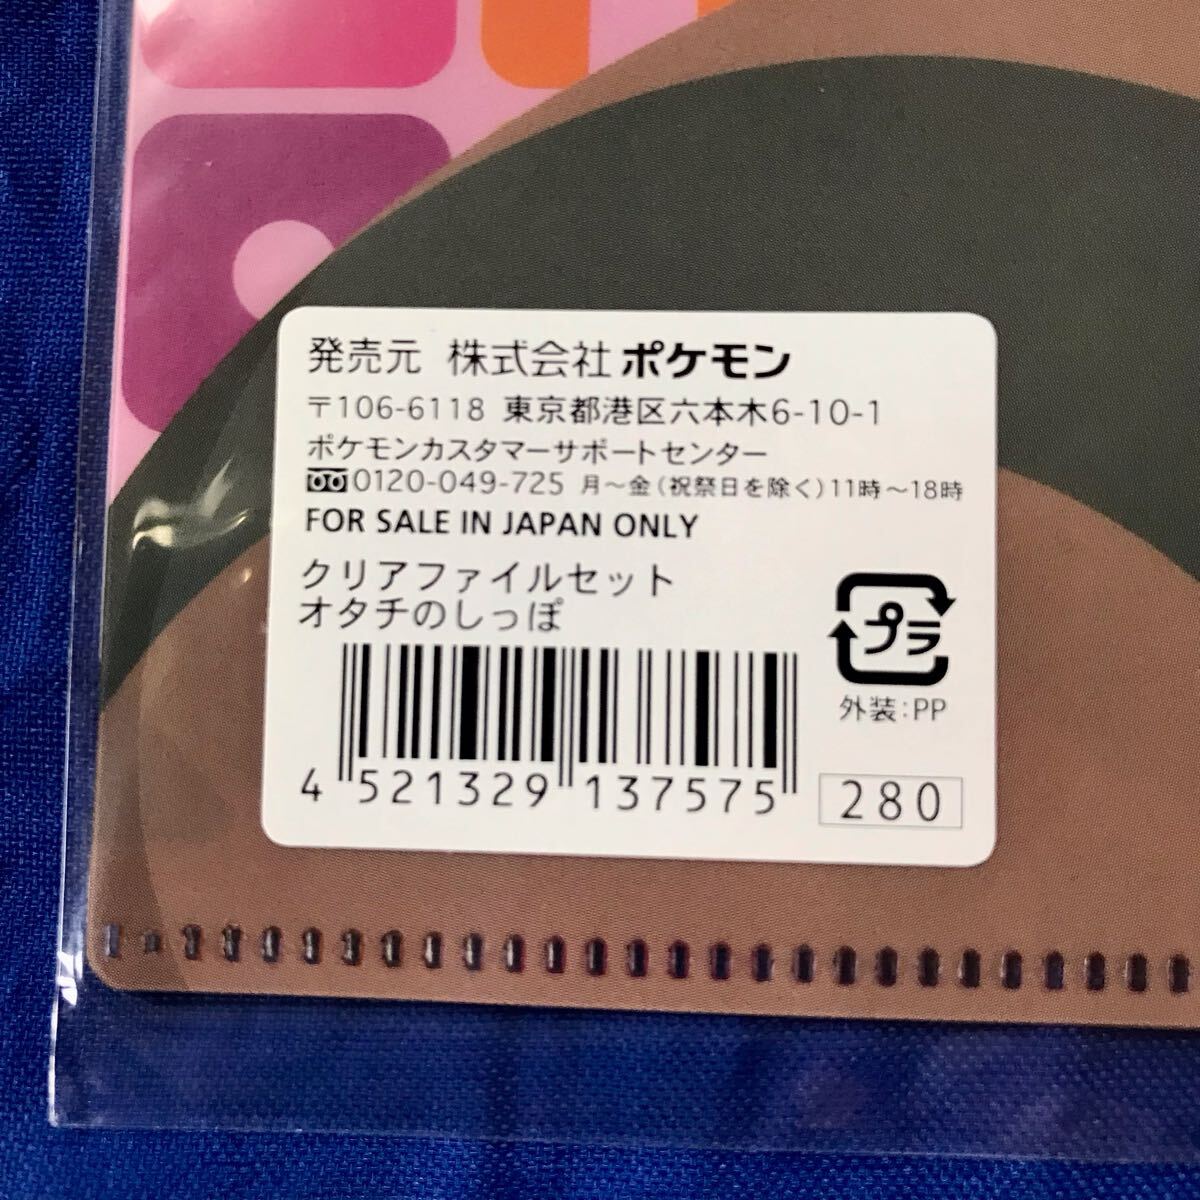 発売元 株式会社ポケモン
〒106-6118 東京都港区六本木6-10-1
ポケモンカスタマーサポートセンター
0120-049-725 月～金(祝祭日を除く)11時～18時
FOR SALE IN JAPAN ONLY
クリアファイルセット
オタチのしっぽ
プラ
外装:PP
4 521329 137575
280